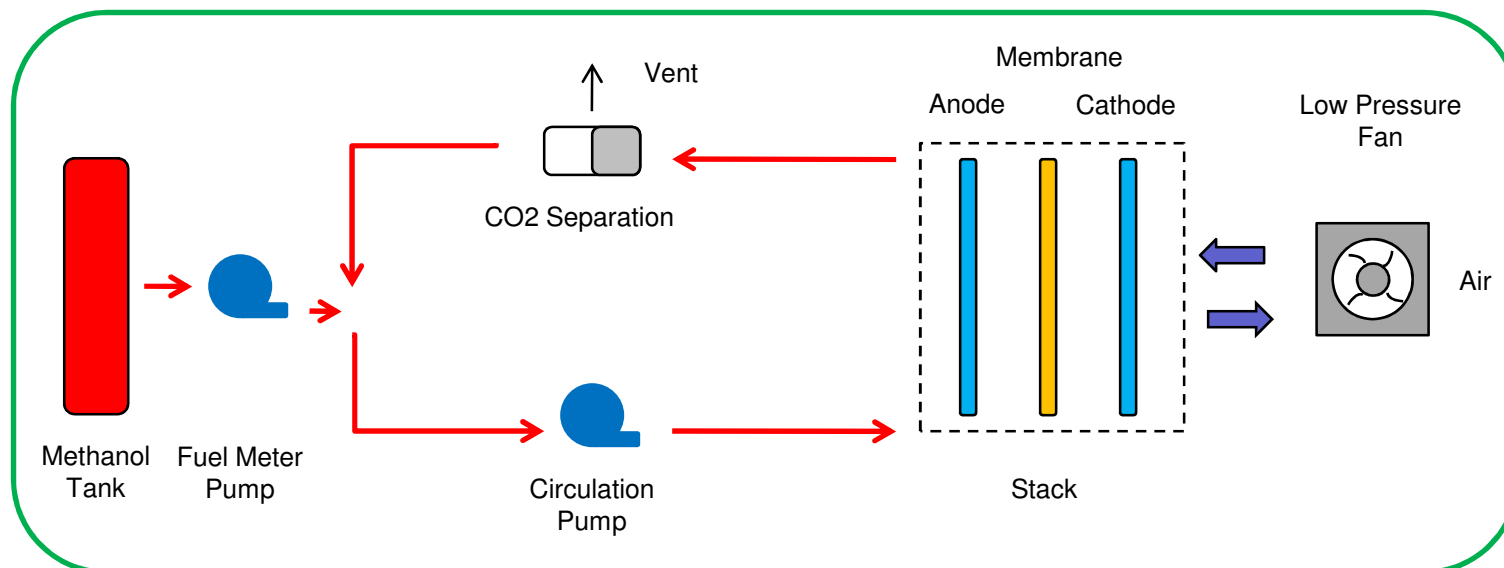 Vent
Membrane
Anode
Cathode
Low Pressure
Fan
CO2 Separation
Air
Methanol
Tank
Fuel Meter
Pump
Circulation
Pump
Stack